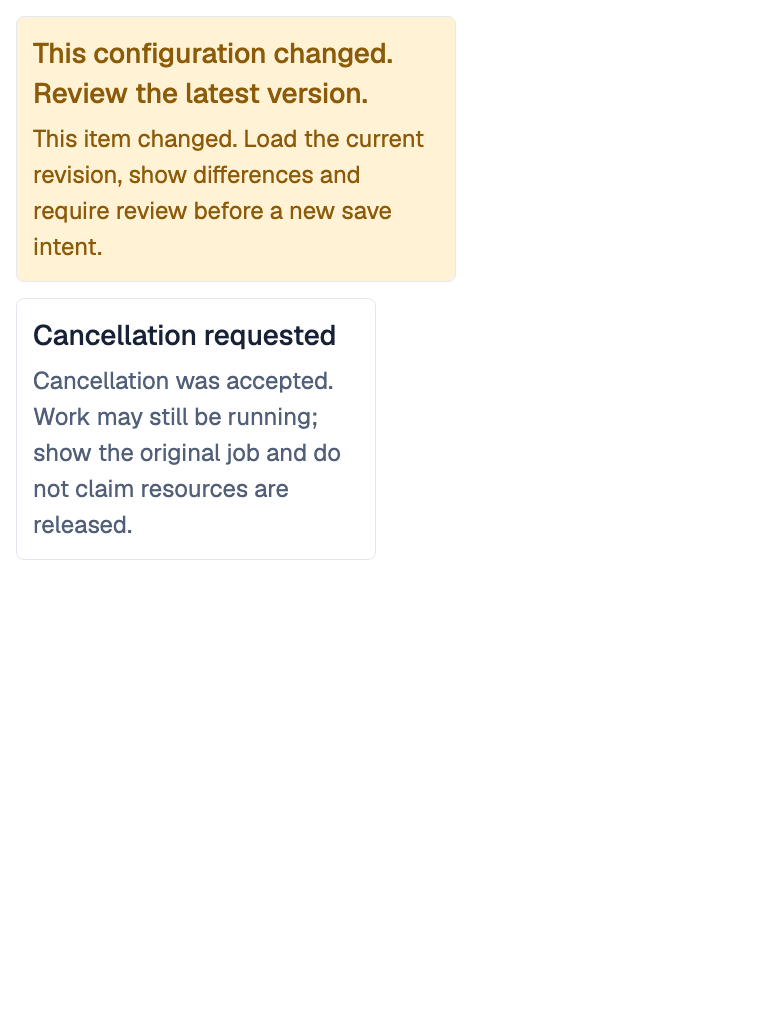 This configuration changed.
Review the latest version.
This item changed. Load the current
revision, show differences and
require review before a new save
intent.
Cancellation requested
Cancellation was accepted.
Work may still be running;
show the original job and do
not claim resources are
released.